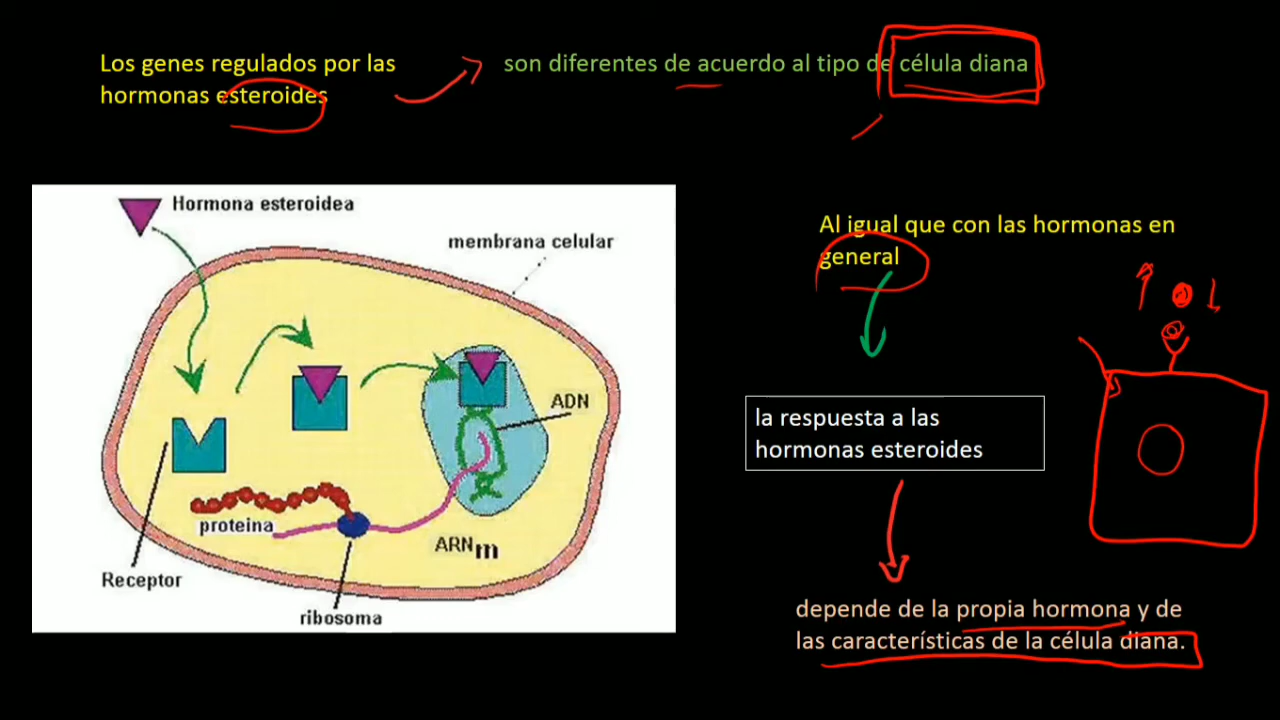 Los genes regulados por las
hormonas esteroides
son diferentes de acuerdo al tipo de célula diana
Hormona esteroidea
membrana celular
ADN
proteina
ARNm
Receptor
ribosoma
Al igual que con las hormonas en
general
la respuesta a las
hormonas esteroides
depende de la propia hormona y de
las características de la célula diana.